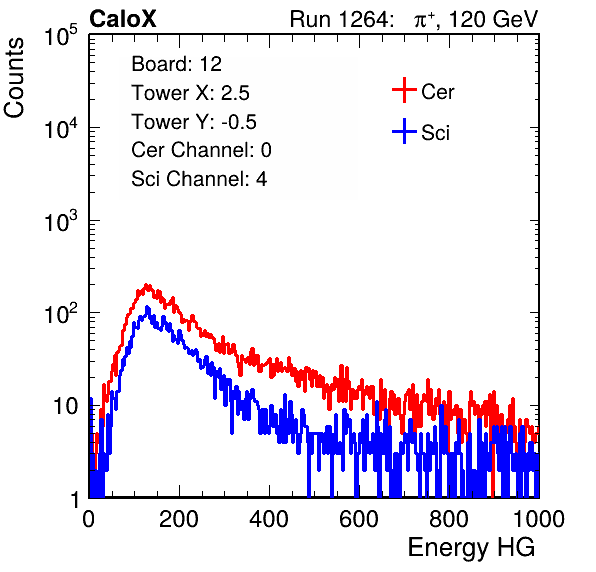 CaloX Run 1264: π⁺, 120 GeV
Counts
Board: 12
Tower X: 2.5
Tower Y: -0.5
Cer Channel: 0
Sci Channel: 4
Cer
Sci
10⁵
10⁴
10³
10²
10
1
0 200 400 600 800 1000
Energy HG